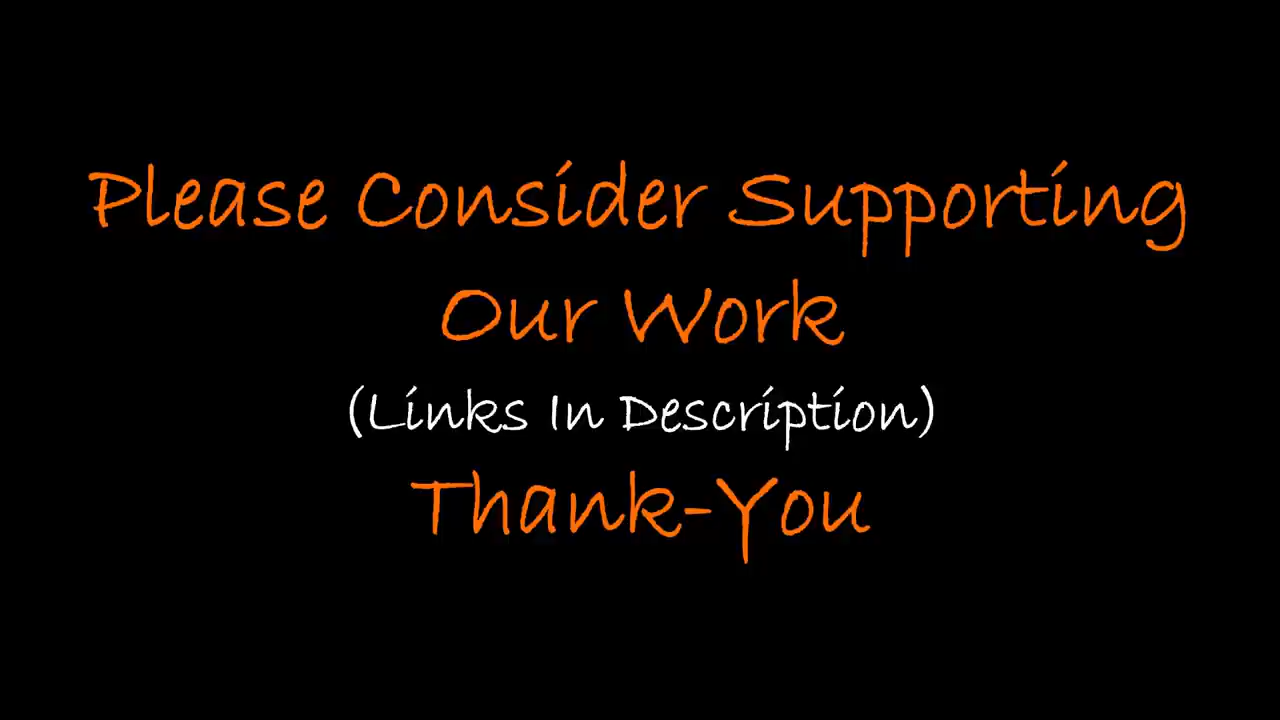 Please Consider Supporting
Our Work
(Links In Description)
Thank-You